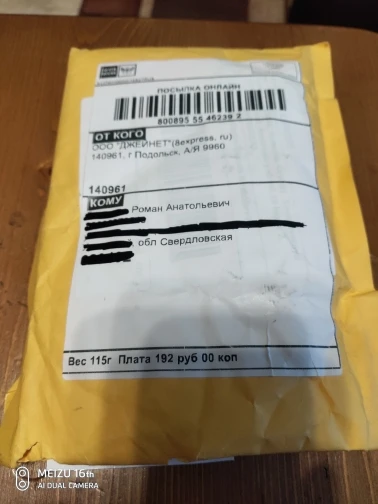 ПОСЫЛКА ОНЛАЙН
800895 55 46239 2
ОТ КОГО
ООО "ДЖЕЙНЕТ"(8express.ru)
140961, г Подольск, А/Я 9960
140961
КОМУ
Роман Анатольевич
обл Свердловская
Вес 115г Плата 192 руб 00 коп
MEIZU 16th
AI DUAL CAMERA